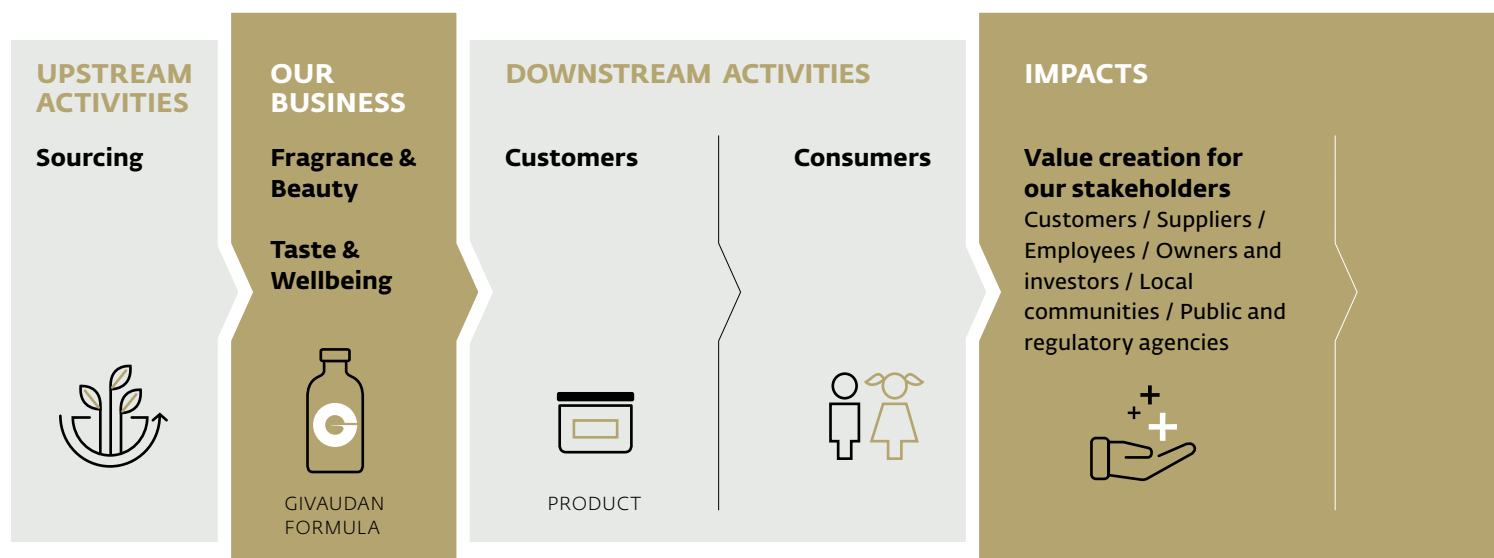 UPSTREAM
ACTIVITIES
Sourcing
OUR
BUSINESS
Fragrance &
Beauty
Taste &
Wellbeing
GIVAUDAN
FORMULA
DOWNSTREAM ACTIVITIES
Customers
PRODUCT
Consumers
IMPACTS
Value creation for
our stakeholders
Customers / Suppliers /
Employees / Owners and
investors / Local
communities / Public and
regulatory agencies